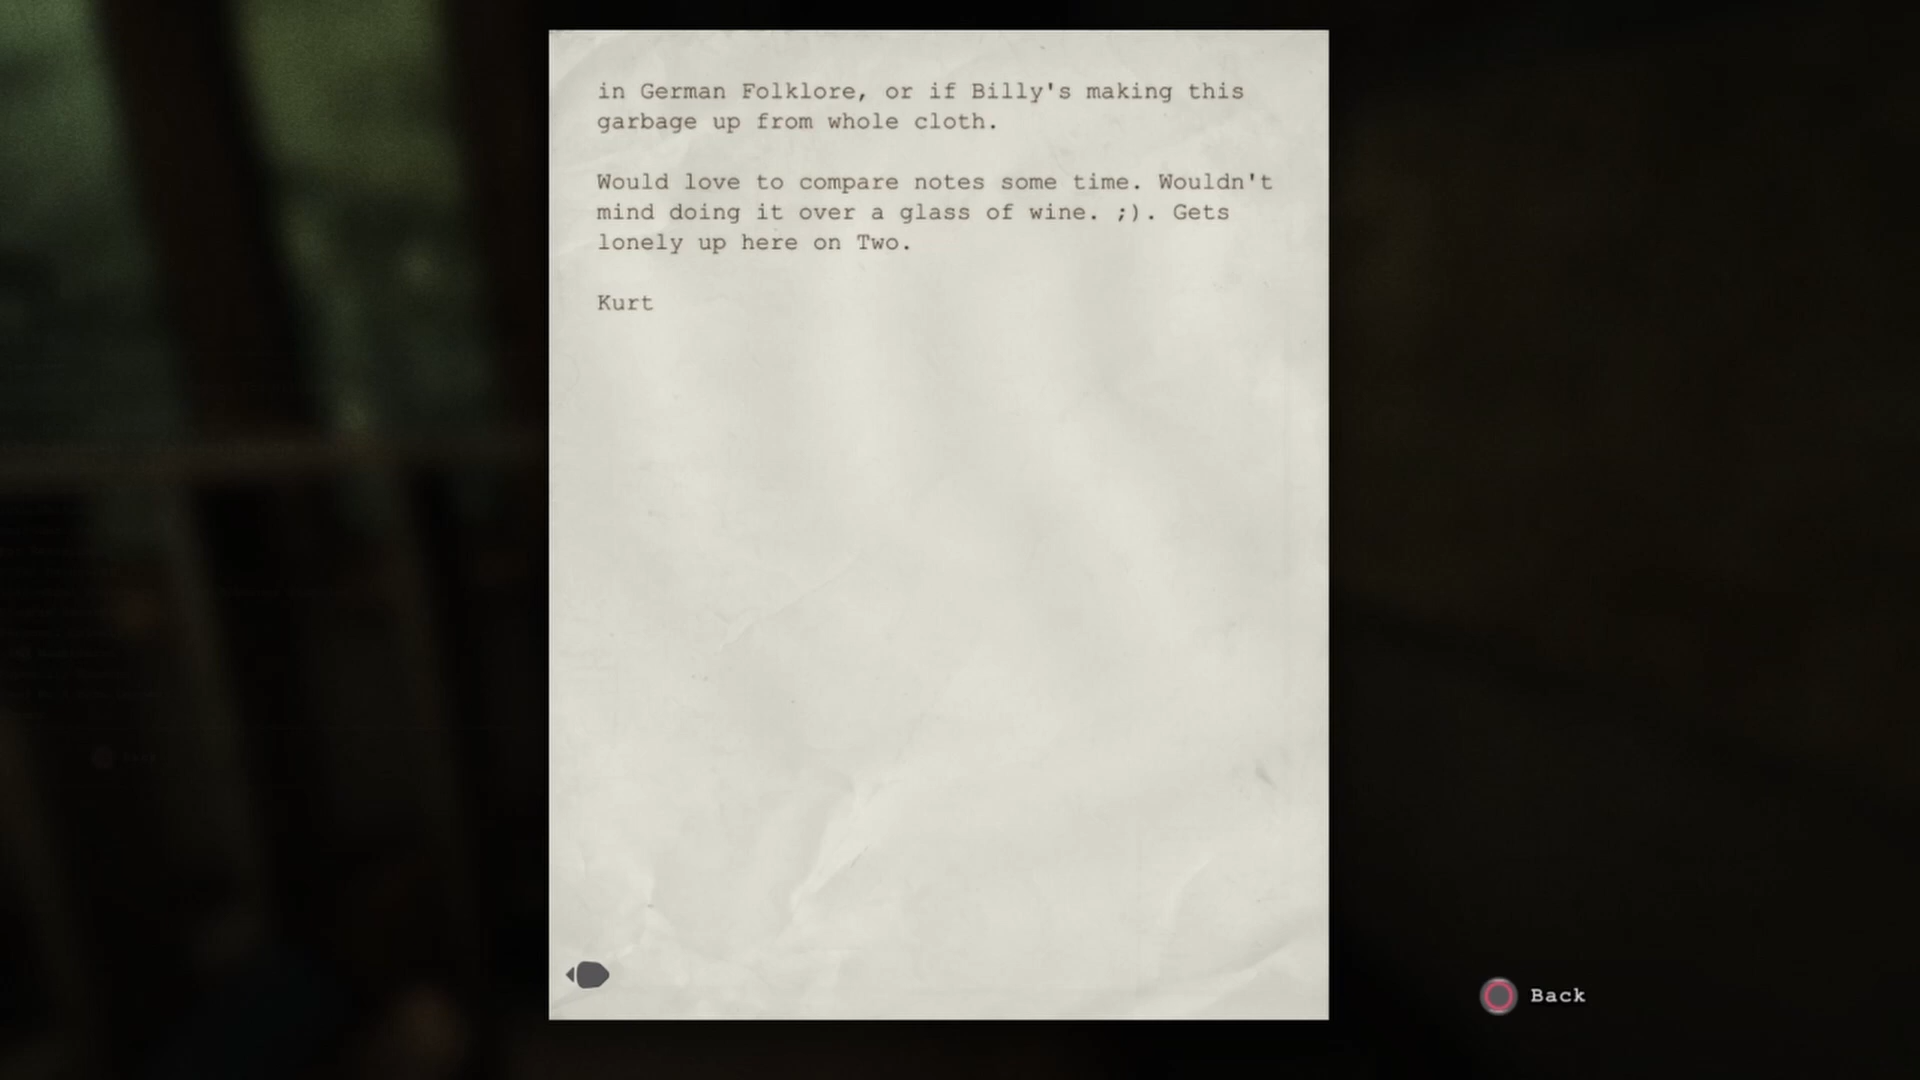 in German Folklore, or if Billy's making this
garbage up from whole cloth.
Would love to compare notes some time. Wouldn't
mind doing it over a glass of wine. ;). Gets
lonely up here on Two.
Kurt
Back